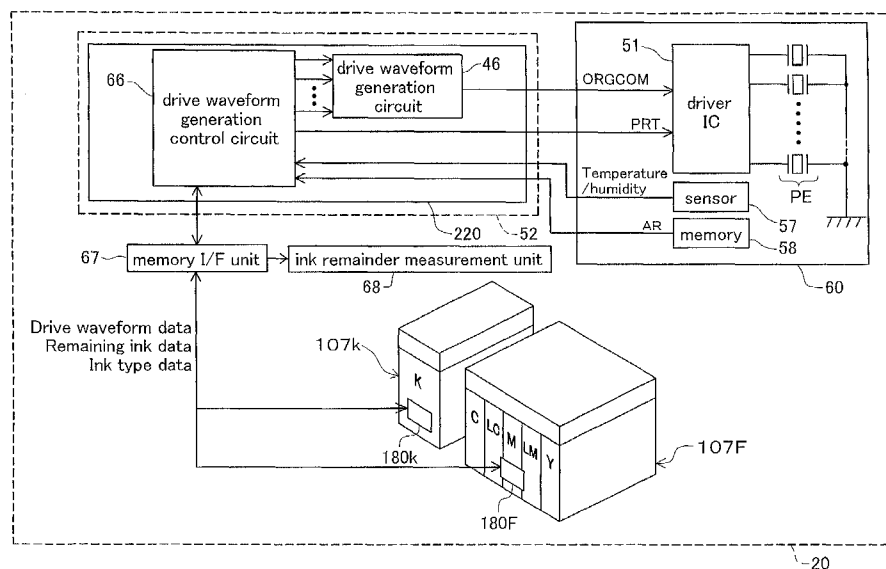 66
drive waveform
generation
control circuit
drive waveform
generation
circuit
46
ORGCOM
PRT
51
driver
IC
PE
Temperature
/humidity
sensor
57
AR
memory
58
220
52
60
67
memory I/F unit
ink remainder measurement unit
68
Drive waveform data
Remaining ink data
Ink type data
107k
K
180k
C
LC
M
LM
Y
180F
107F
20